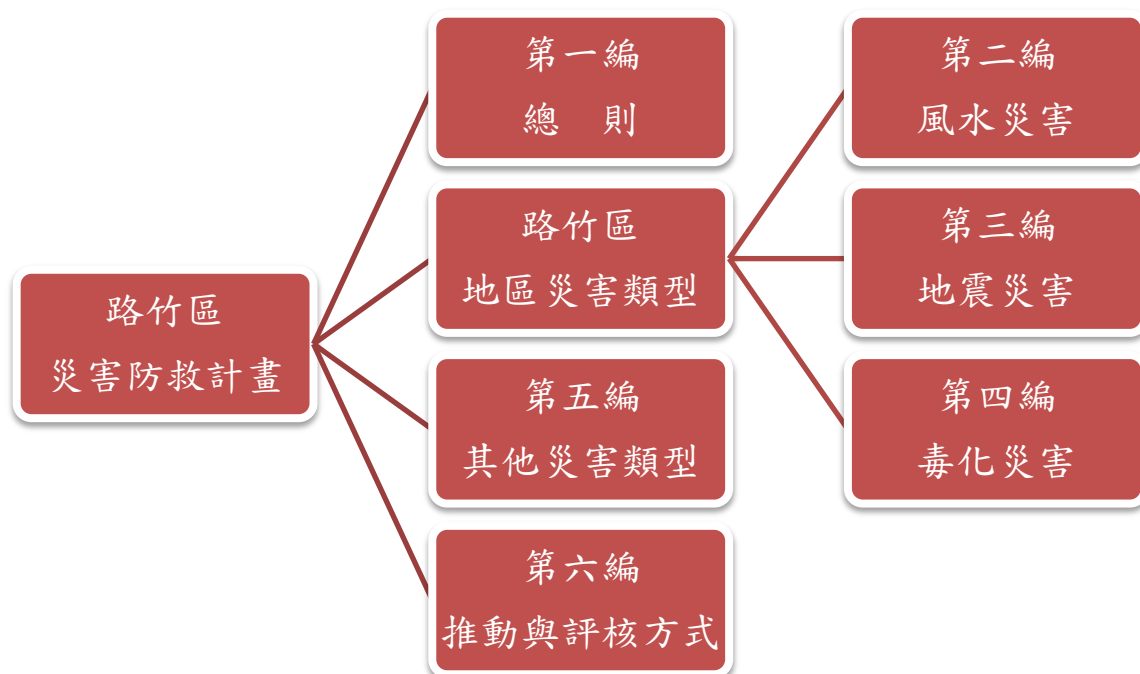 路竹區
災害防救計畫
第一編
總 則
路竹區
地區災害類型
第二編
風水災害
第三編
地震災害
第四編
毒化災害
第五編
其他災害類型
第六編
推動與評核方式